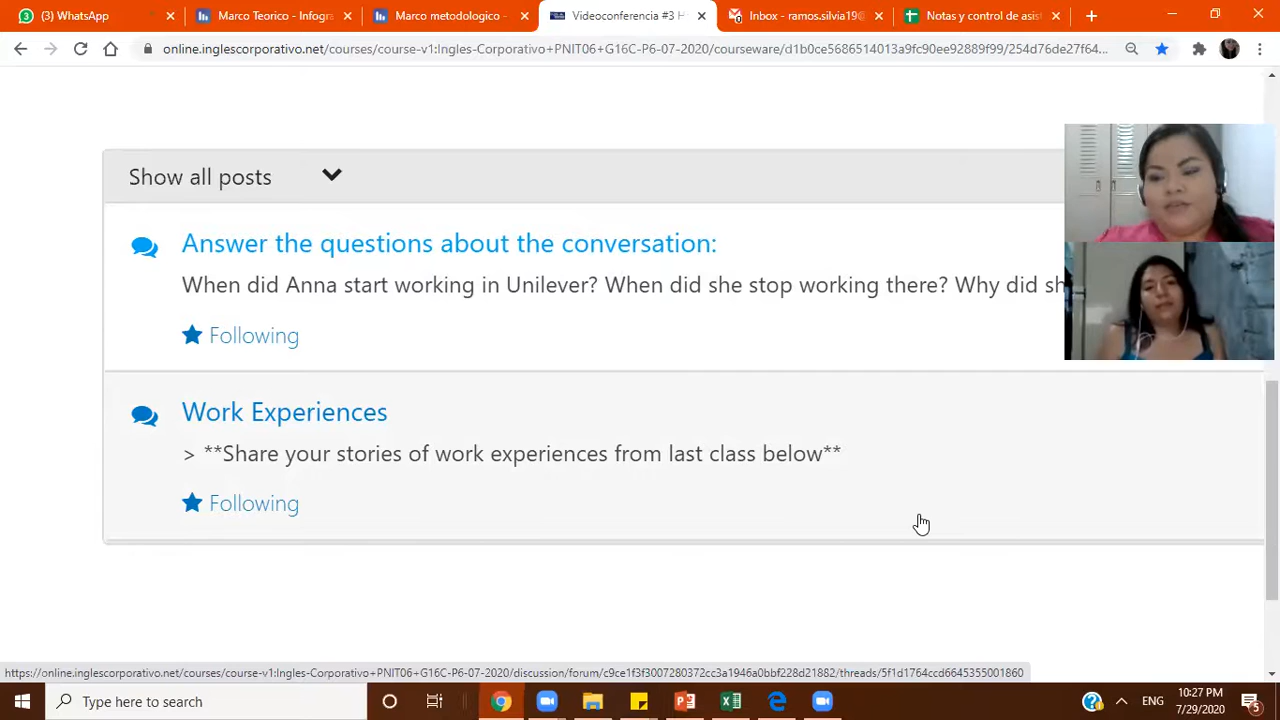 (3) WhatsApp
Marco Teorico - Infogra
Marco metodologico -
Videoconferencia #3 H
Inbox - ramos.silvia19@
Notas y control de asis
online.inglescorporativo.net/courses/course-v1:Ingles-Corporativo+PNIT06+G16C-P6-07-2020/courseware/d1b0ce5686514013a9fc90ee92889f99/254d76de27f64...
Show all posts
Answer the questions about the conversation:
When did Anna start working in Unilever? When did she stop working there? Why did sh
Following
Work Experiences
> **Share your stories of work experiences from last class below**
Following
https://online.inglescorporativo.net/courses/course-v1:Ingles-Corporativo+PNIT06+G16C-P6-07-2020/discussion/forum/c9ce1f3f3007280372cc3a1946a0bbf228d21882/threads/5f1d1764ccd6645355001860
Type here to search
ENG
10:27 PM
7/29/2020
5